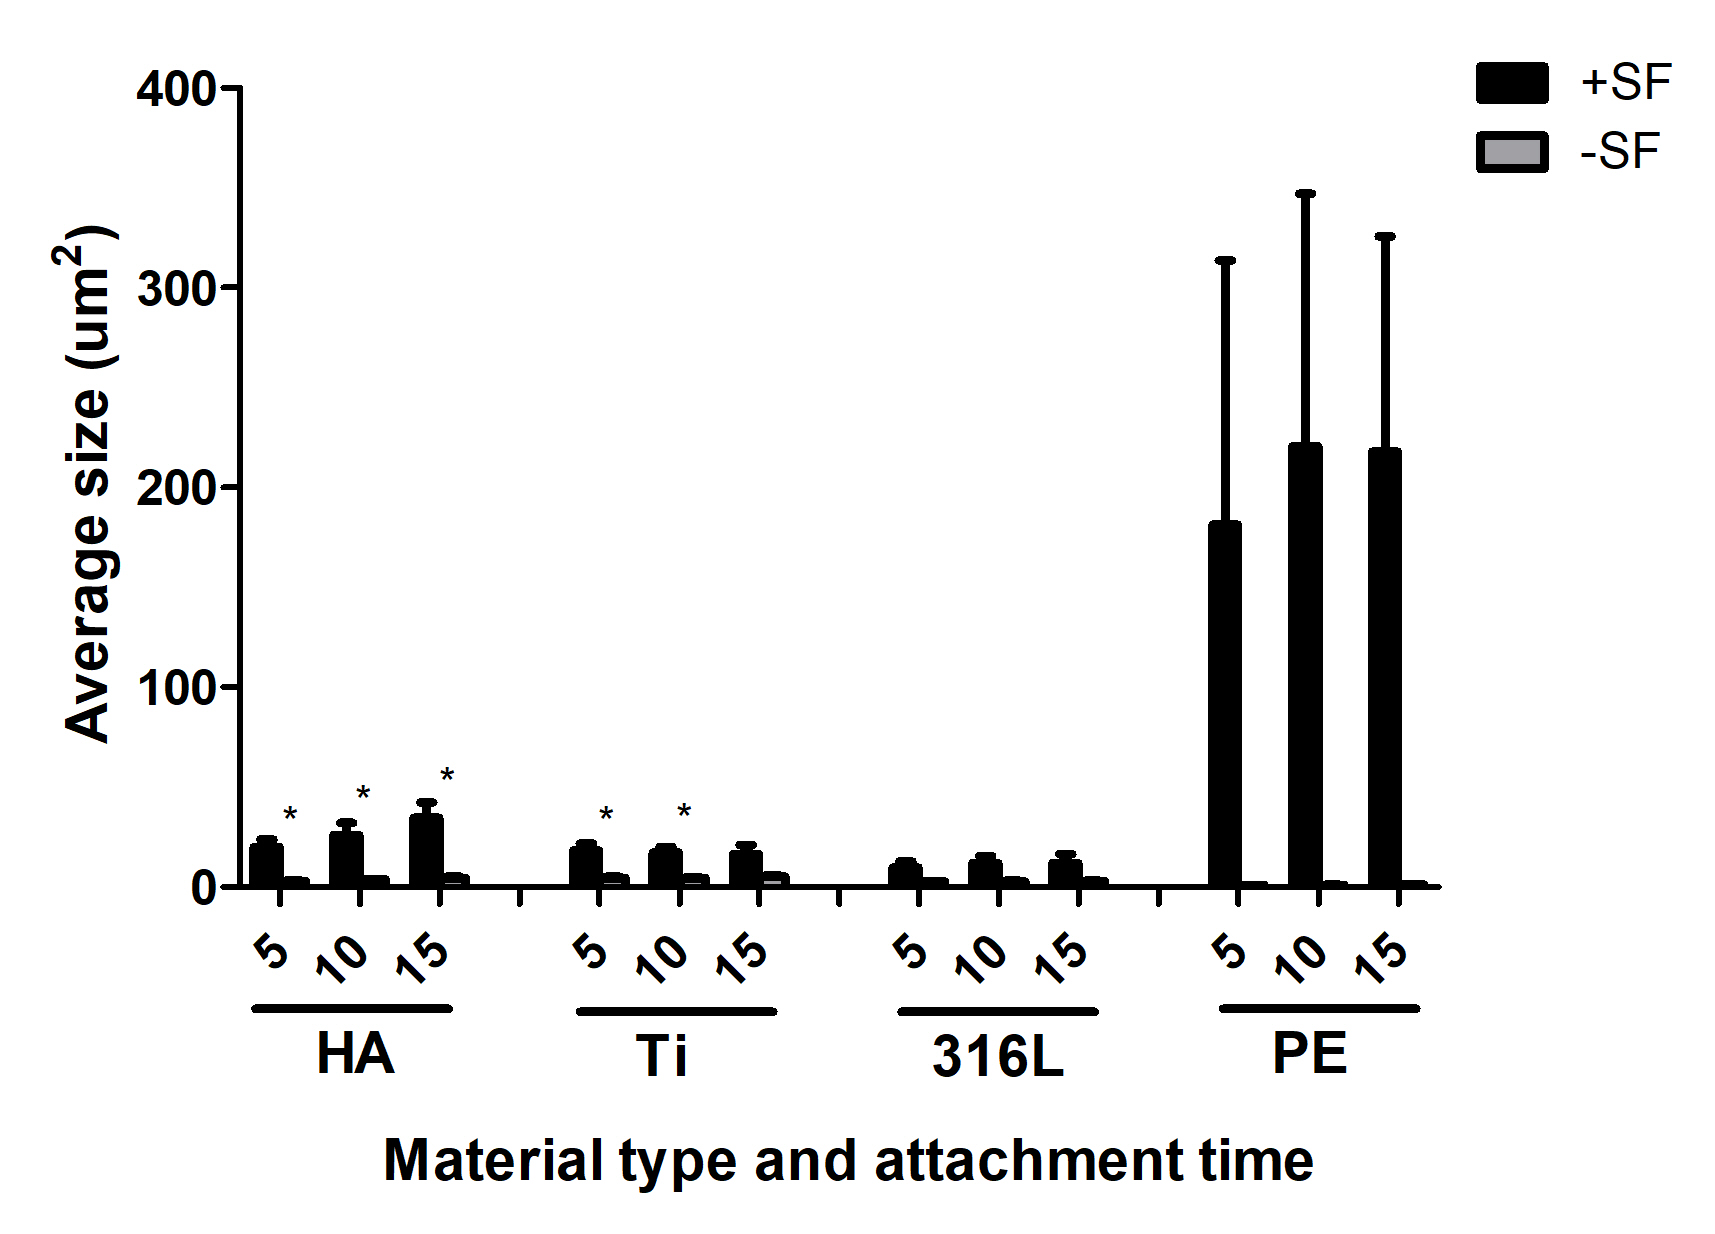 +SF
-SF
Average size (um²)
400
300
200
100
0
*
*
*
*
*
5 10 15 5 10 15 5 10 15 5 10 15
HA Ti 316L PE
Material type and attachment time